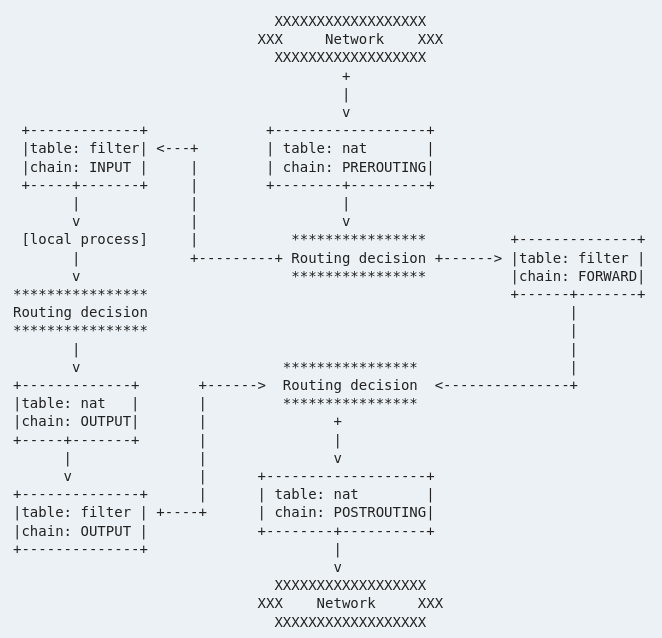 XXXXXXXXXXXXXXXXXX
                             XXX     Network    XXX
                               XXXXXXXXXXXXXXXXXX
                                       +
                                       |
                                       v
 +-------------+              +------------------+
 |table: filter| <---+        | table: nat       |
 |chain: INPUT |     |        | chain: PREROUTING|
 +-----+-------+     |        +--------+---------+
       |             |                 |
       v             |                 v
 [local process]     |           ****************          +--------------+
       |             +---------+ Routing decision +------> |table: filter |
       v                         ****************          |chain: FORWARD|
****************                                           +------+-------+
Routing decision                                                  |
****************                                                  |
       |                                                          |
       v                        ****************                  |
+-------------+       +------>  Routing decision  <---------------+
|table: nat   |       |         ****************
|chain: OUTPUT|       |               +
+-----+-------+       |               |
      |               |               v
      v               |      +-------------------+
+--------------+      |      | table: nat        |
|table: filter | +----+      | chain: POSTROUTING|
|chain: OUTPUT |             +--------+----------+
+--------------+                      |
                                      v
                               XXXXXXXXXXXXXXXXXX
                             XXX    Network     XXX
                               XXXXXXXXXXXXXXXXXX